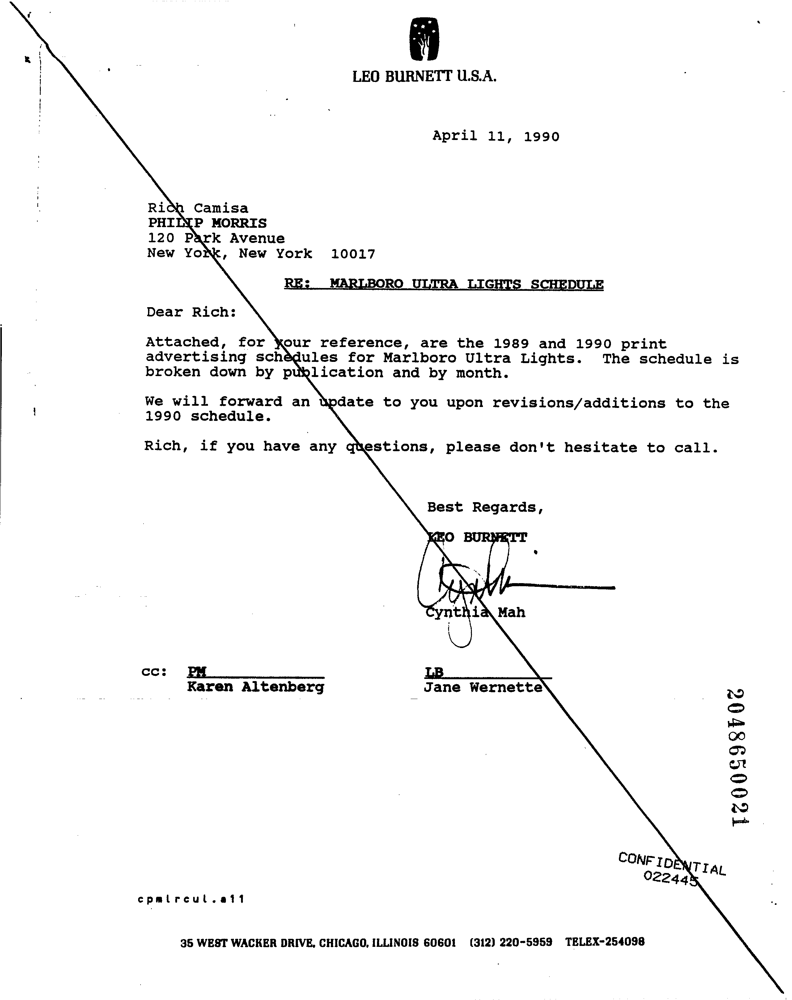 LEO BURNETT U.S.A.
April 11, 1990
Rich Camisa
PHILIP MORRIS
120 Park Avenue
New York, New York 10017
RE: MARLBORO ULTRA LIGHTS SCHEDULE
Dear Rich:
Attached, for your reference, are the 1989 and 1990 print
advertising schedules for Marlboro Ultra Lights. The schedule is
broken down by publication and by month.
We will forward an update to you upon revisions/additions to the
1990 schedule.
Rich, if you have any questions, please don't hesitate to call.
Best Regards,
LEO BURNETT
Cynthia Mah
cc: PM LB
Karen Altenberg Jane Wernette
2048650021
CONFIDENTIAL
022445
cpmlrcul.a11
35 WEST WACKER DRIVE, CHICAGO, ILLINOIS 60601 (312) 220-5959 TELEX-254098